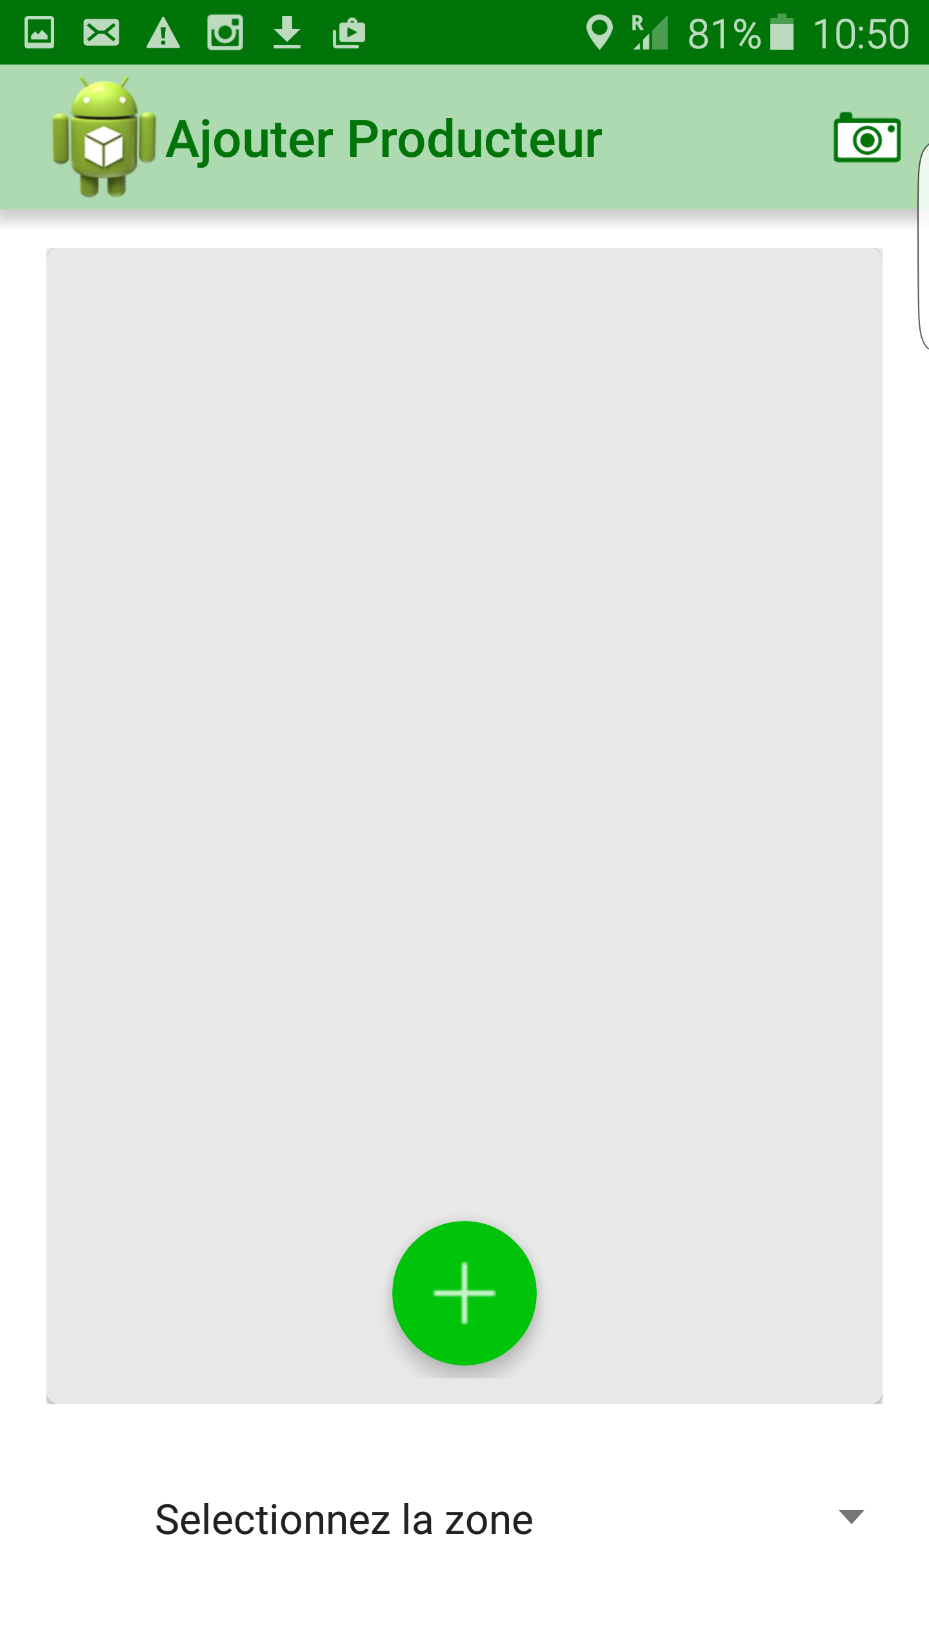 R 81% 10:50
Ajouter Producteur
Selectionnez la zone